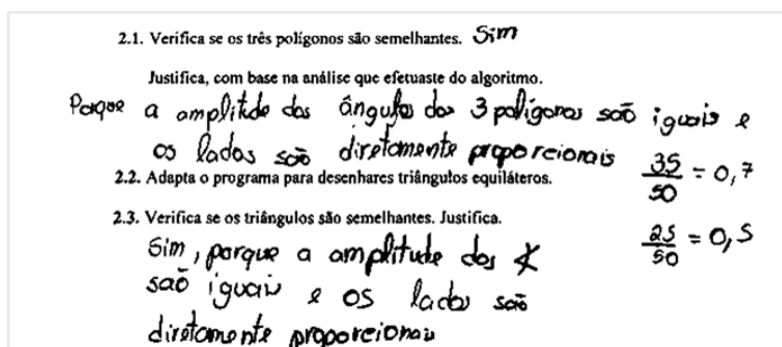 2.1. Verifica se os três polígonos são semelhantes. Sim
Justifica, com base na análise que efetuaste do algoritmo.
Porque a amplitde dos ângulos dos 3 polígonos são iguais e
os lados são diretamente proporcionais 35/50 = 0,7
2.2. Adapta o programa para desenhares triângulos equiláteros.
2.3. Verifica se os triângulos são semelhantes. Justifica.
25/50 = 0,5
Sim, porque a amplitude dos ∢
são iguais e os lados são
diretamente proporcionais